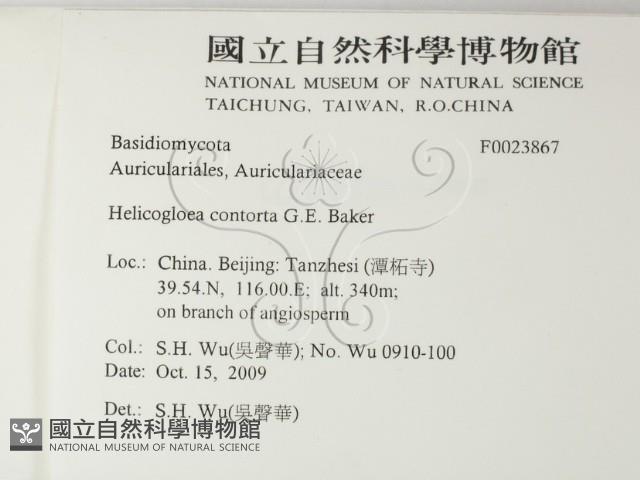 國立自然科學博物館
NATIONAL MUSEUM OF NATURAL SCIENCE
TAICHUNG, TAIWAN, R.O.CHINA
Basidiomycota F0023867
Auriculariales, Auriculariaceae
Helicogloea contorta G.E. Baker
Loc.: China. Beijing: Tanzhesi (潭柘寺)
39.54.N, 116.00.E; alt. 340m;
on branch of angiosperm
Col.: S.H. Wu(吳聲華); No. Wu 0910-100
Date: Oct. 15, 2009
Det.: S.H. Wu(吳聲華)
國立自然科學博物館
NATIONAL MUSEUM OF NATURAL SCIENCE